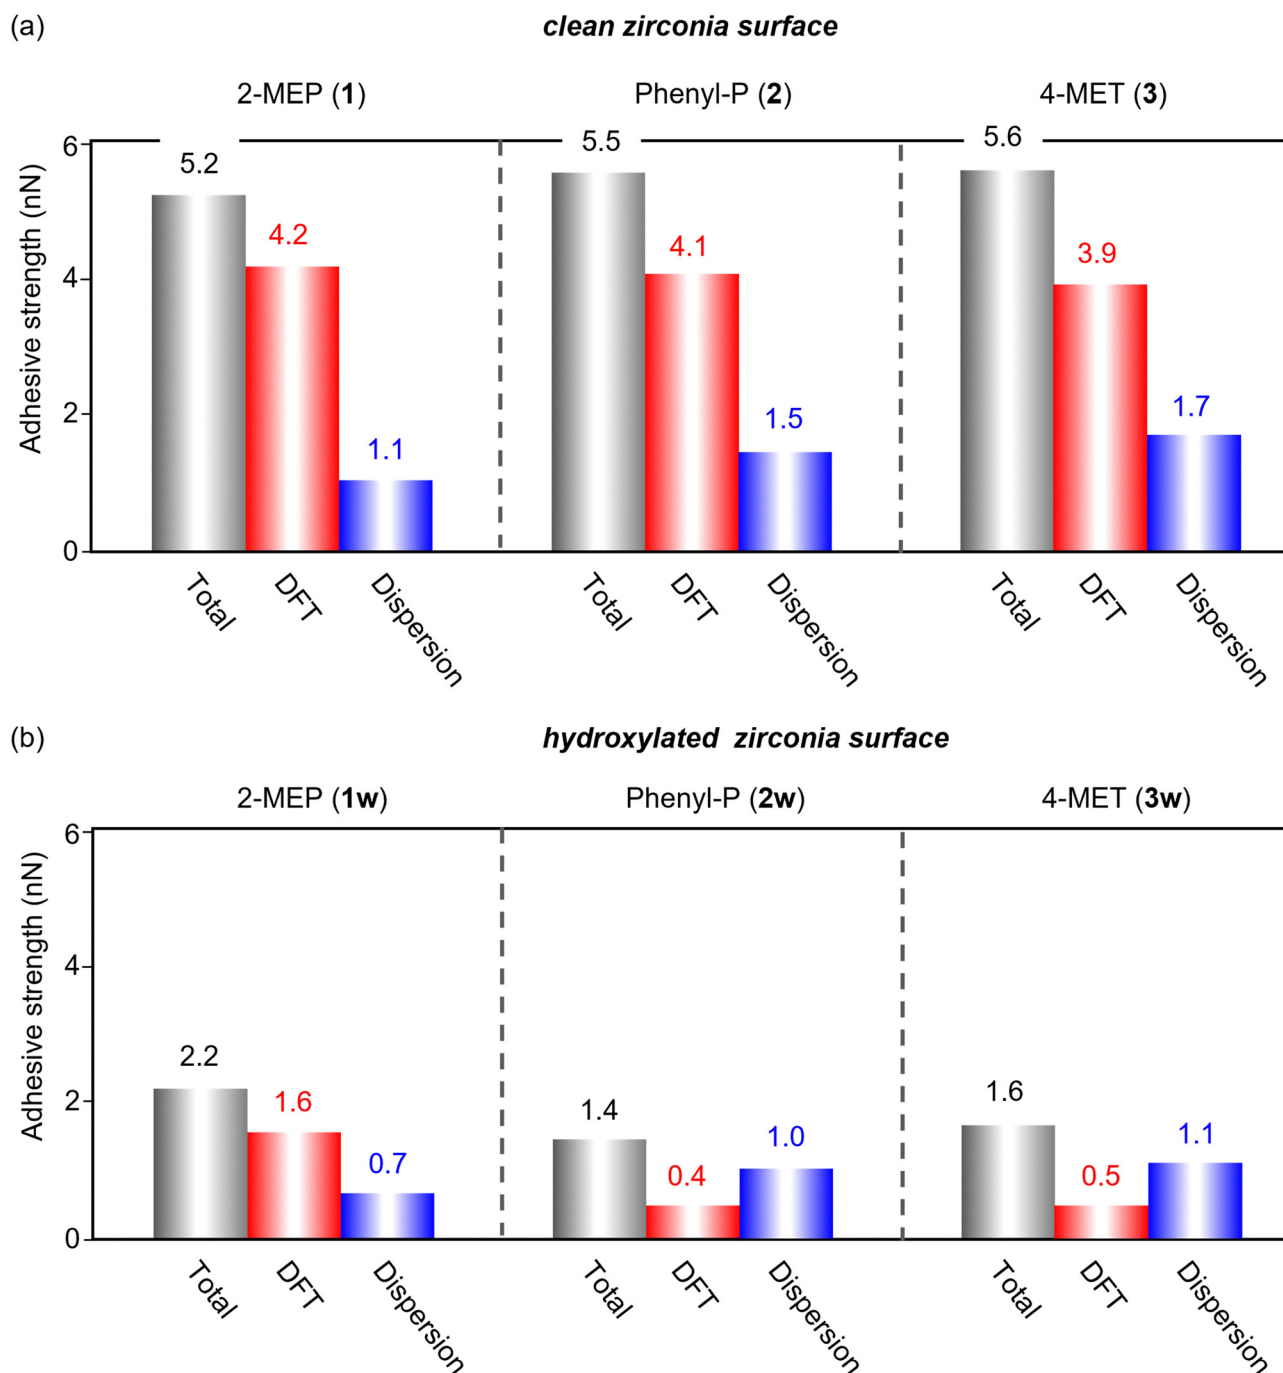 (a)
clean zirconia surface
2-MEP (1)
Phenyl-P (2)
4-MET (3)
Adhesive strength (nN)
6
4
2
0
5.2
4.2
1.1
5.5
4.1
1.5
5.6
3.9
1.7
Total
DFT
Dispersion
Total
DFT
Dispersion
Total
DFT
Dispersion
(b)
hydroxylated zirconia surface
2-MEP (1w)
Phenyl-P (2w)
4-MET (3w)
Adhesive strength (nN)
6
4
2
0
2.2
1.6
0.7
1.4
0.4
1.0
1.6
0.5
1.1
Total
DFT
Dispersion
Total
DFT
Dispersion
Total
DFT
Dispersion